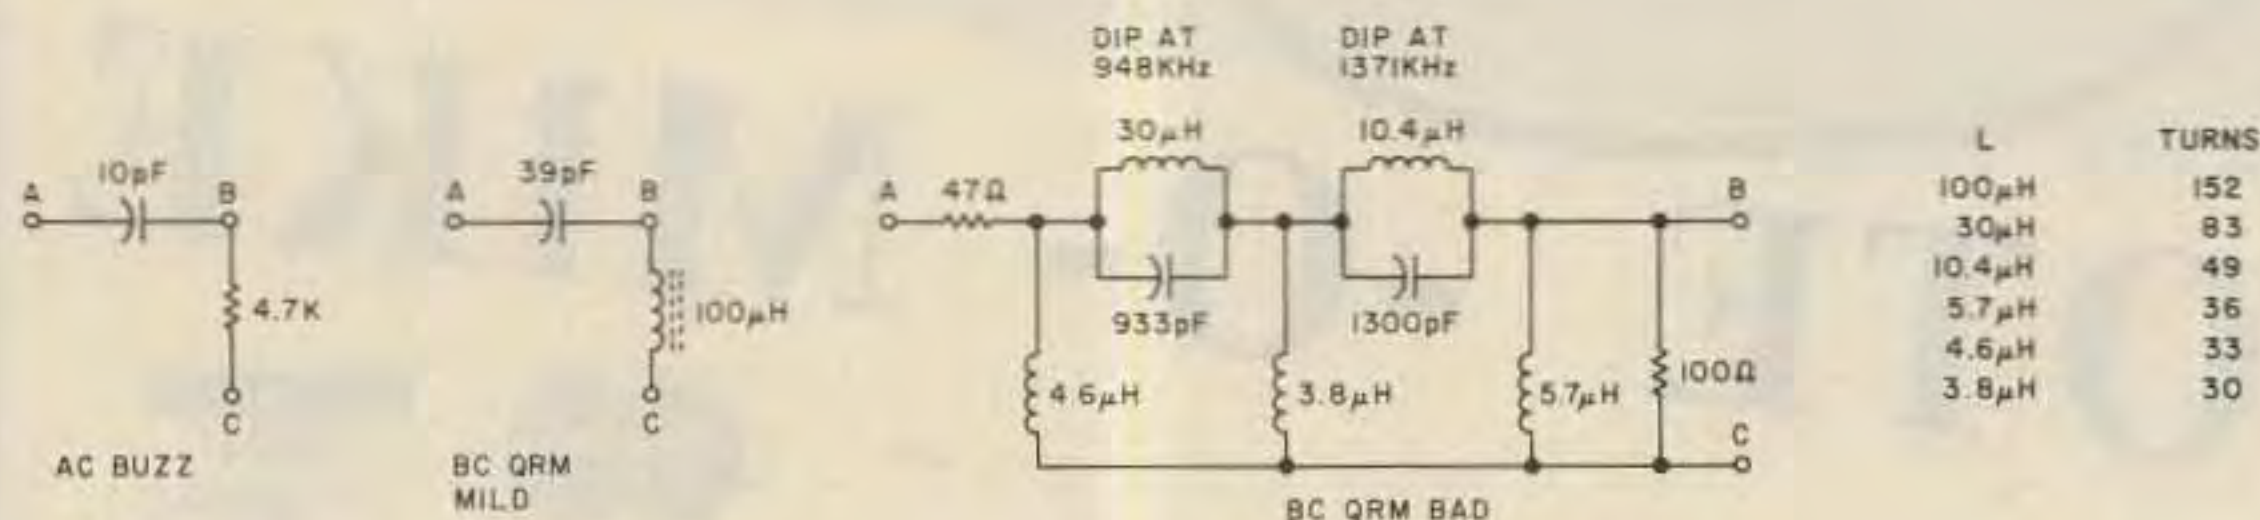 DIP AT
948KHz
DIP AT
1371KHz
30μH
10.4μH
A
10pF
B
A
39pF
B
A
47Ω
B
4.7K
100μH
933pF
1300pF
4.6μH
3.8μH
5.7μH
100Ω
C
C
C
AC BUZZ
BC QRM
MILD
BC QRM BAD
L TURNS
100μH 152
30μH 83
10.4μH 49
5.7μH 36
4.6μH 33
3.8μH 30